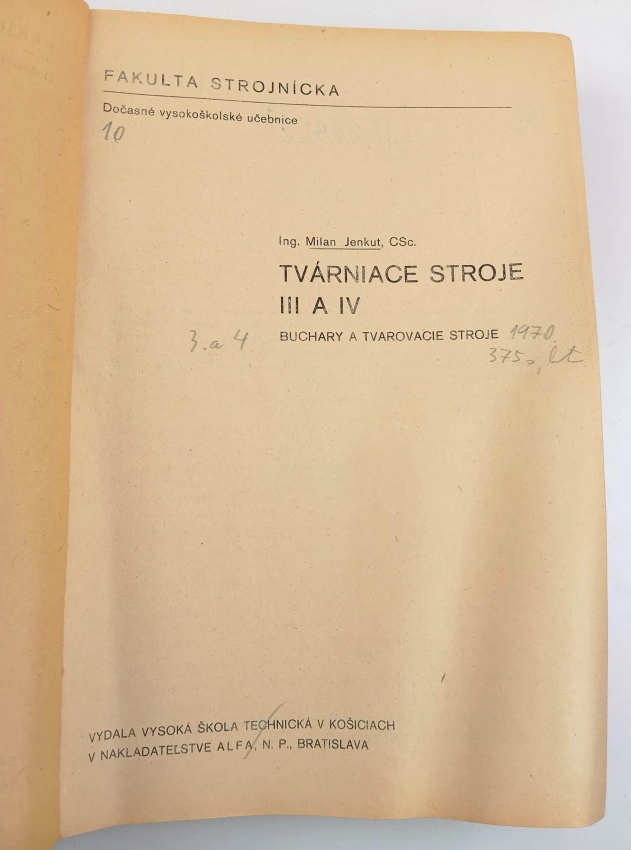 FAKULTA STROJNÍCKA
Dočasné vysokoškolské učebnice
10
Ing. Milan Jenkut, CSc.
TVÁRNIACE STROJE
III A IV
3. a 4 BUCHARY A TVAROVACIE STROJE 1970
375
VYDALA VYSOKÁ ŠKOLA TECHNICKÁ V KOŠICIACH
V NAKLADATEĽSTVE ALFA, N. P., BRATISLAVA